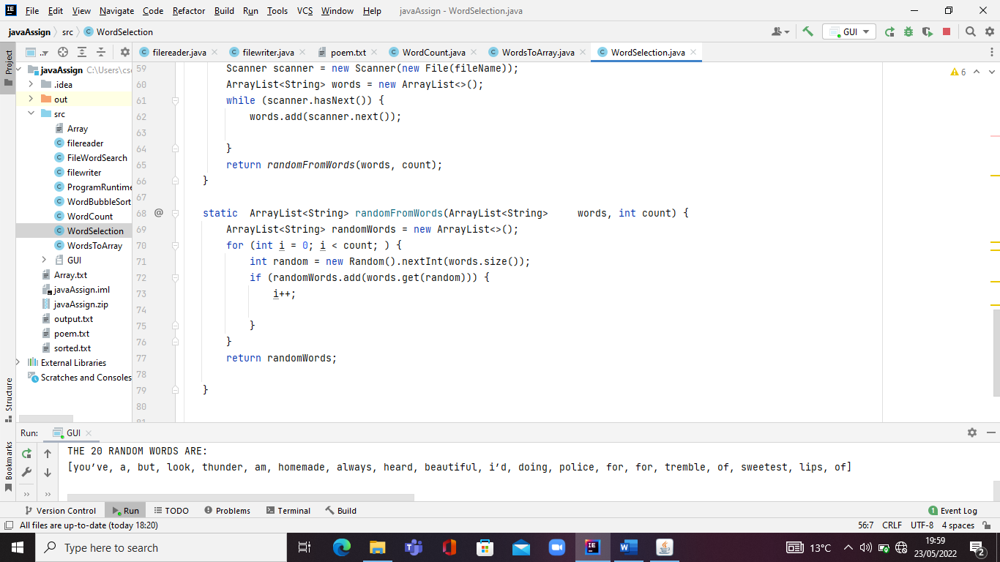 File Edit View Navigate Code Refactor Build Run Tools VCS Window Help javaAssign - WordSelection.java
javaAssign src WordSelection GUI
Project
filereader.java filewriter.java poem.txt WordCount.java WordsToArray.java WordSelection.java
javaAssign C:\Users\cs
.idea
out
src
Array
filereader
FileWordSearch
filewriter
ProgramRuntime
WordBubbleSort
WordCount
WordSelection
WordsToArray
GUI
Array.txt
javaAssign.iml
javaAssign.zip
output.txt
poem.txt
sorted.txt
External Libraries
Scratches and Consoles
6
59 Scanner scanner = new Scanner(new File(fileName));
60 ArrayList<String> words = new ArrayList<>();
61 while (scanner.hasNext()) {
62 words.add(scanner.next());
63
64 }
65 return randomFromWords(words, count);
66 }
67
68 @ static ArrayList<String> randomFromWords(ArrayList<String> words, int count) {
69 ArrayList<String> randomWords = new ArrayList<>();
70 for (int i = 0; i < count; ) {
71 int random = new Random().nextInt(words.size());
72 if (randomWords.add(words.get(random))) {
73 i++;
74
75 }
76 }
77 return randomWords;
78
79 }
80
81
Structure
Bookmarks
Run: GUI
THE 20 RANDOM WORDS ARE:
[you’ve, a, but, look, thunder, am, homemade, always, heard, beautiful, i’d, doing, police, for, for, tremble, of, sweetest, lips, of]
Version Control Run TODO Problems Terminal Build 1 Event Log
All files are up-to-date (today 18:20) 56:7 CRLF UTF-8 4 spaces
Type here to search 13°C 19:59
23/05/2022 2